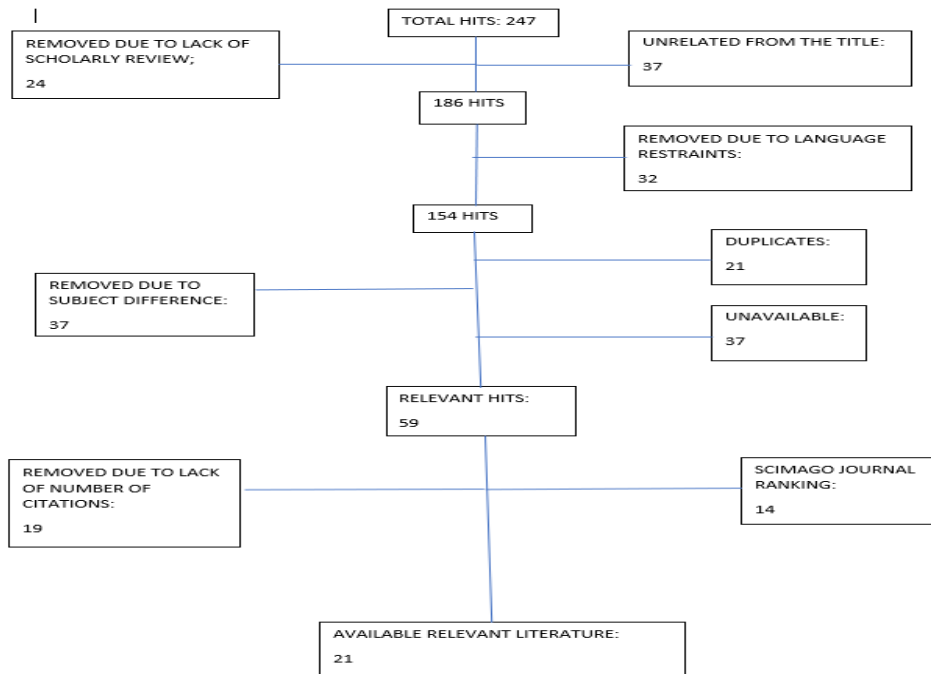 TOTAL HITS: 247
REMOVED DUE TO LACK OF
SCHOLARLY REVIEW;
24
UNRELATED FROM THE TITLE:
37
186 HITS
REMOVED DUE TO LANGUAGE
RESTRAINTS:
32
154 HITS
DUPLICATES:
21
REMOVED DUE TO
SUBJECT DIFFERENCE:
37
UNAVAILABLE:
37
RELEVANT HITS:
59
REMOVED DUE TO LACK
OF NUMBER OF
CITATIONS:
19
SCIMAGO JOURNAL
RANKING:
14
AVAILABLE RELEVANT LITERATURE:
21